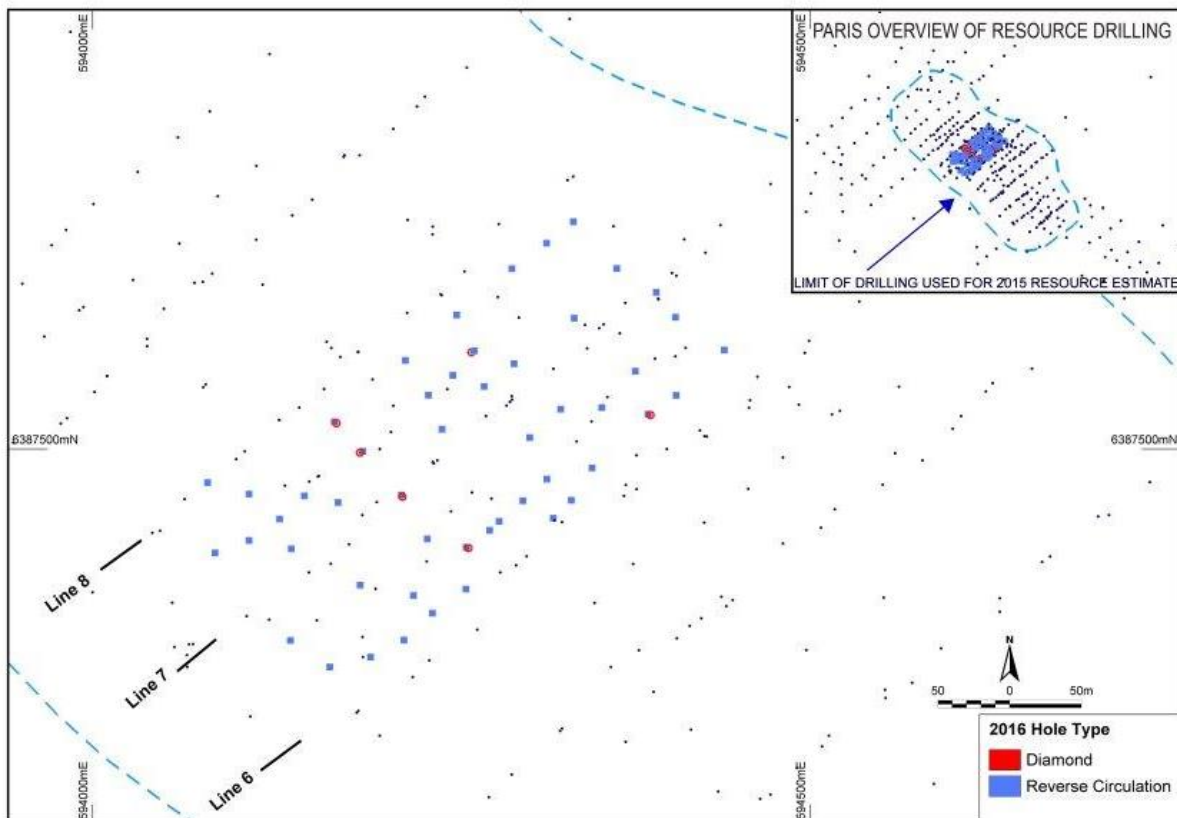 594000mE
594500mE
PARIS OVERVIEW OF RESOURCE DRILLING
LIMIT OF DRILLING USED FOR 2015 RESOURCE ESTIMATE
6387500mN
6387500mN
Line 8
Line 7
Line 6
N
50 0 50m
2016 Hole Type
Diamond
Reverse Circulation
594000mE
594500mE